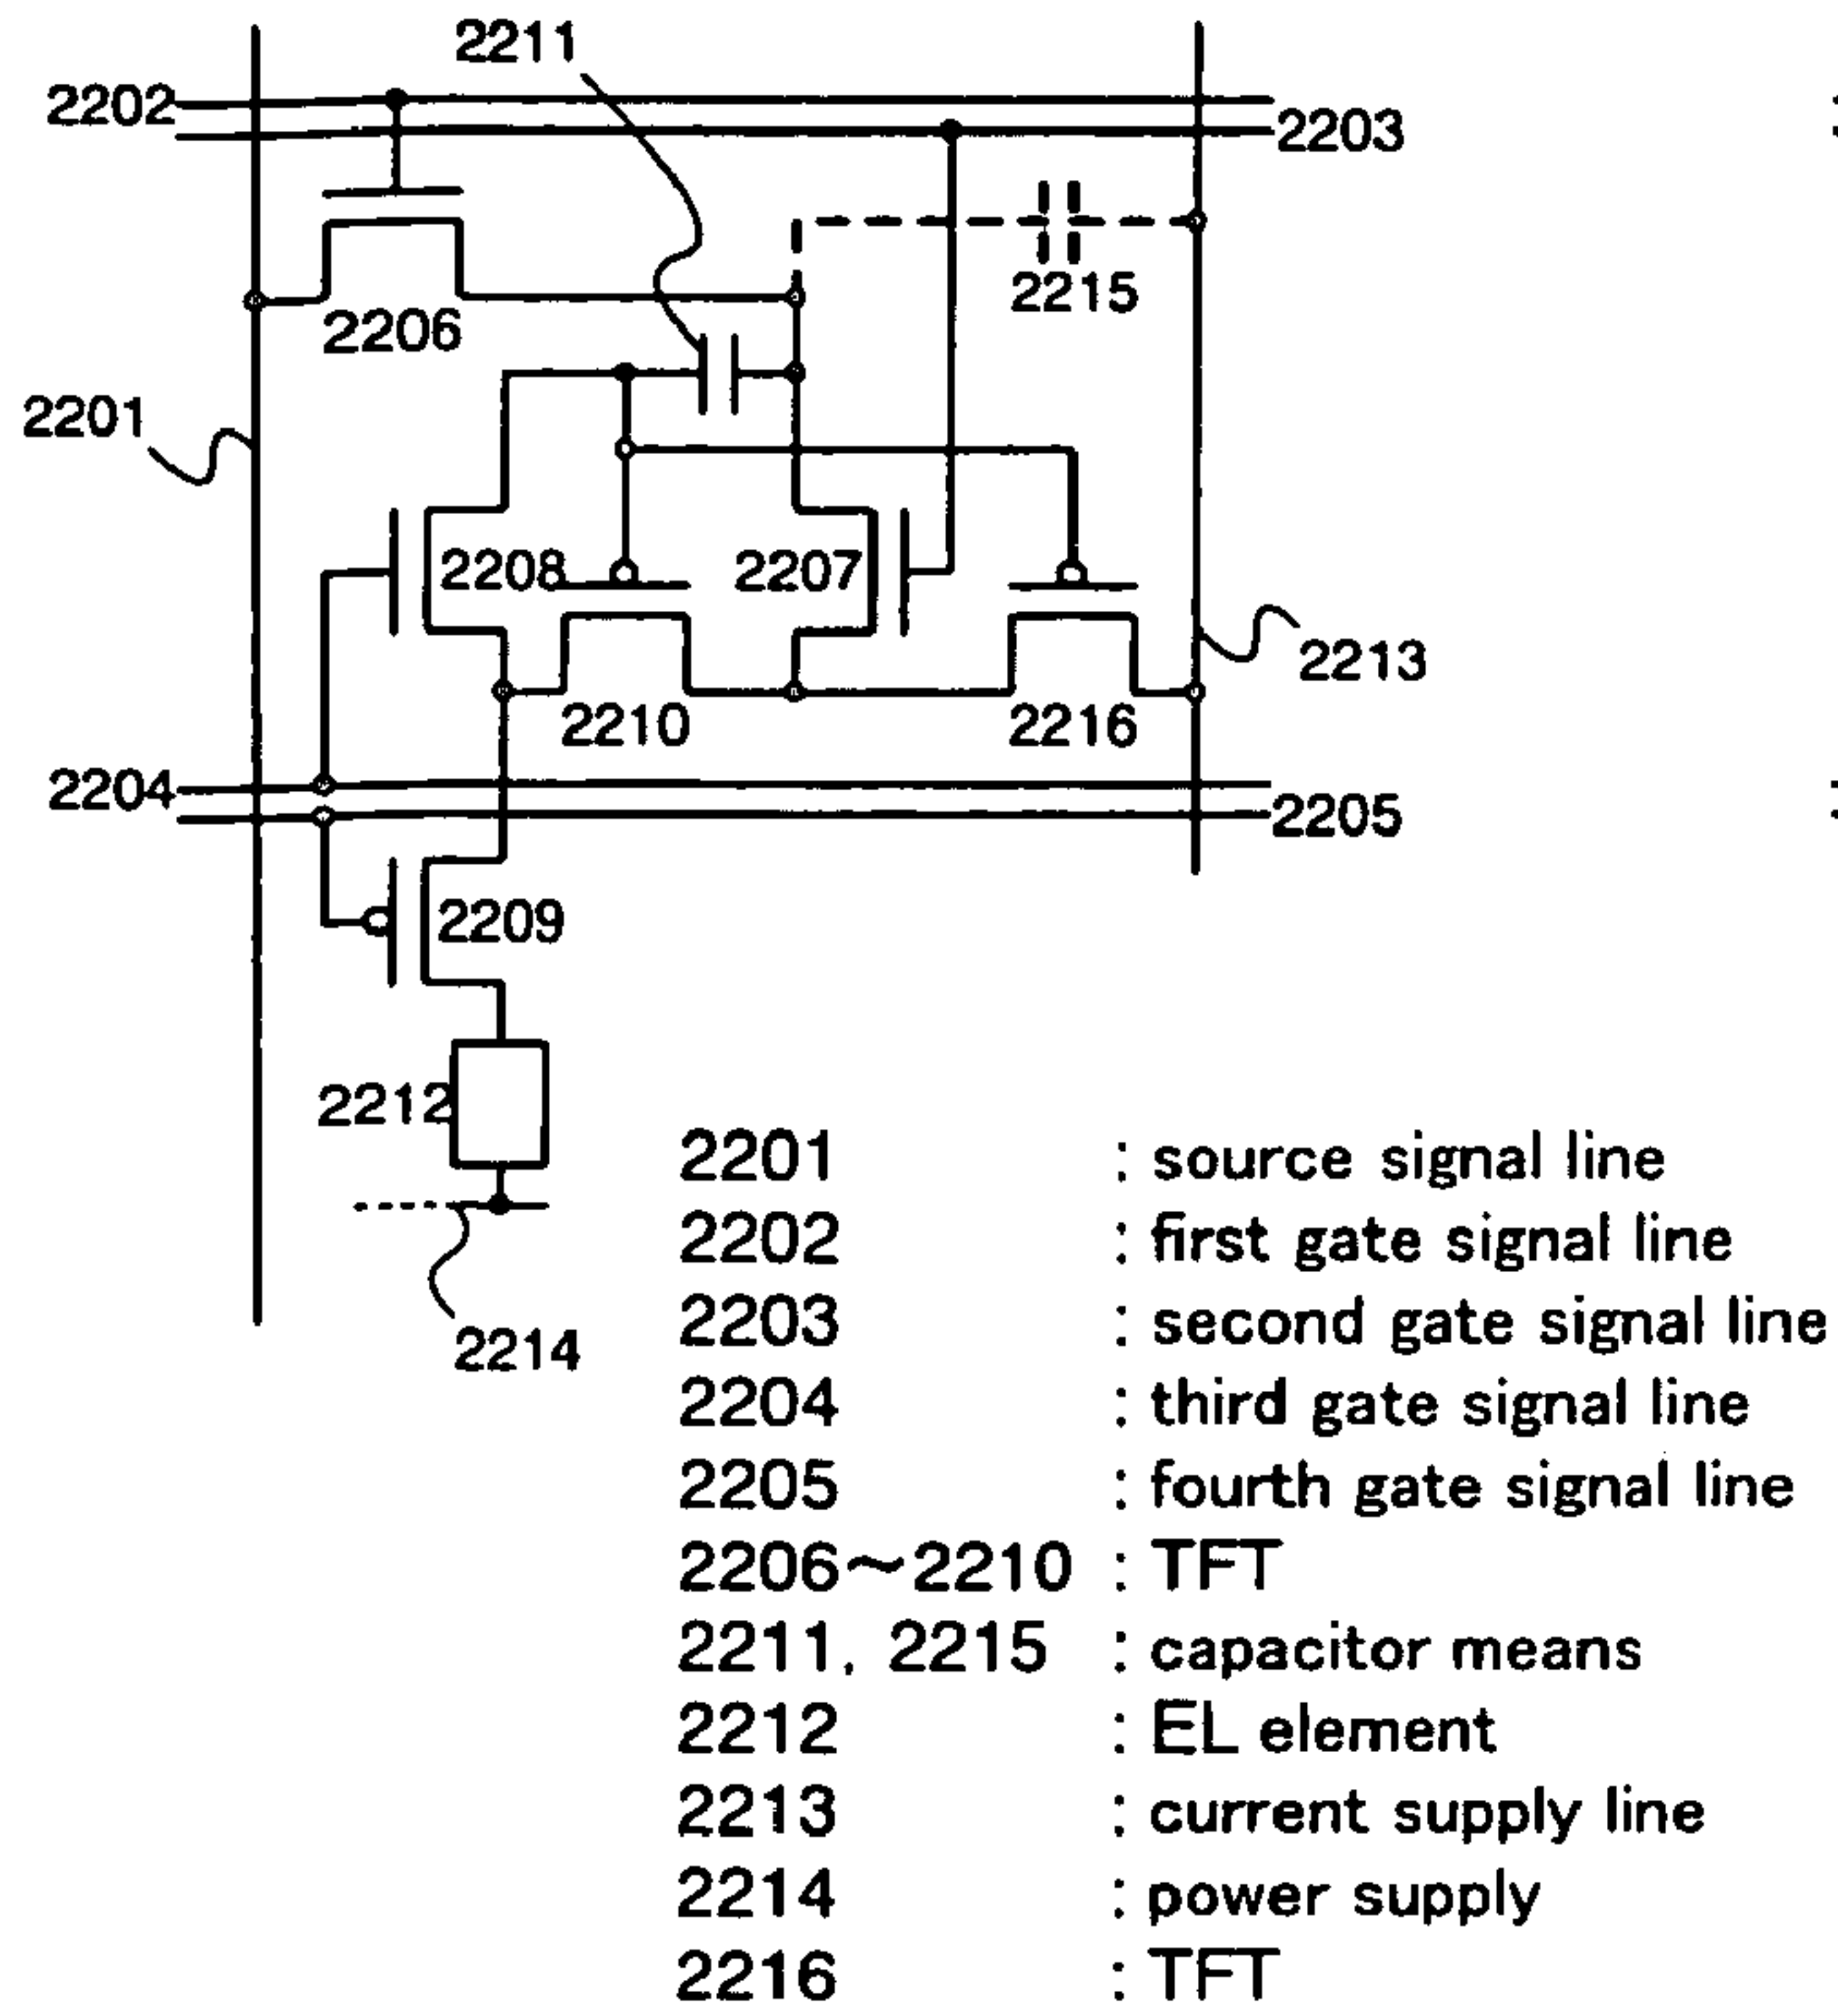 2211
2202
2203
2215
2206
2201
2208
2207
2213
2210
2216
2204
2205
2209
2212
2214
2201 : source signal line
2202 : first gate signal line
2203 : second gate signal line
2204 : third gate signal line
2205 : fourth gate signal line
2206~2210 : TFT
2211, 2215 : capacitor means
2212 : EL element
2213 : current supply line
2214 : power supply
2216 : TFT